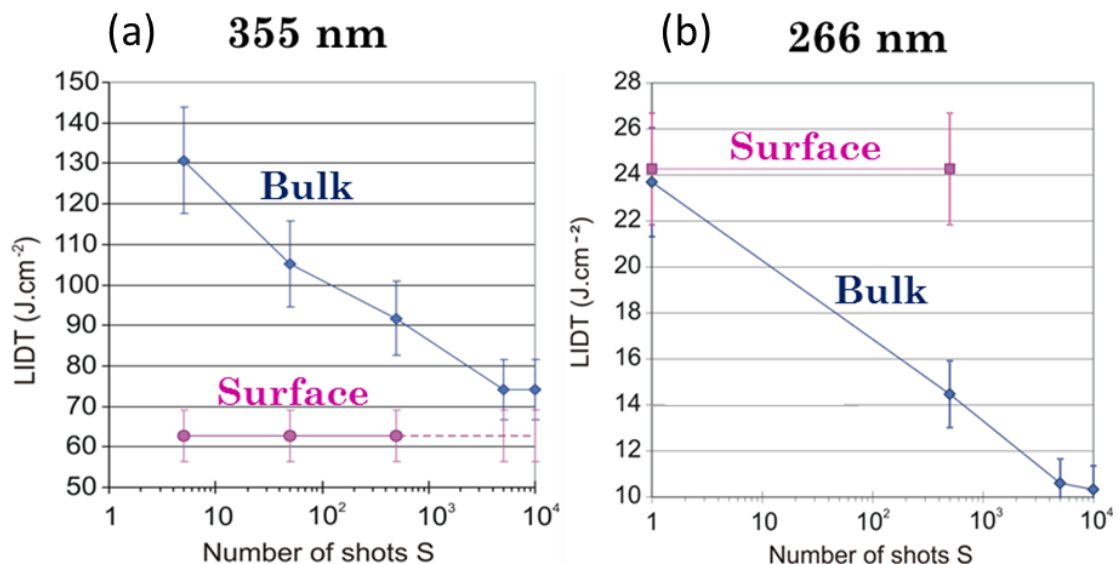 (a) 355 nm
150
140
130
120
110
100
90
80
70
60
50
LIDT (J.cm⁻²)
Bulk
Surface
1 10 10² 10³ 10⁴
Number of shots S
(b) 266 nm
28
26
24
22
20
18
16
14
12
10
LIDT (J.cm⁻²)
Surface
Bulk
1 10 10² 10³ 10⁴
Number of shots S